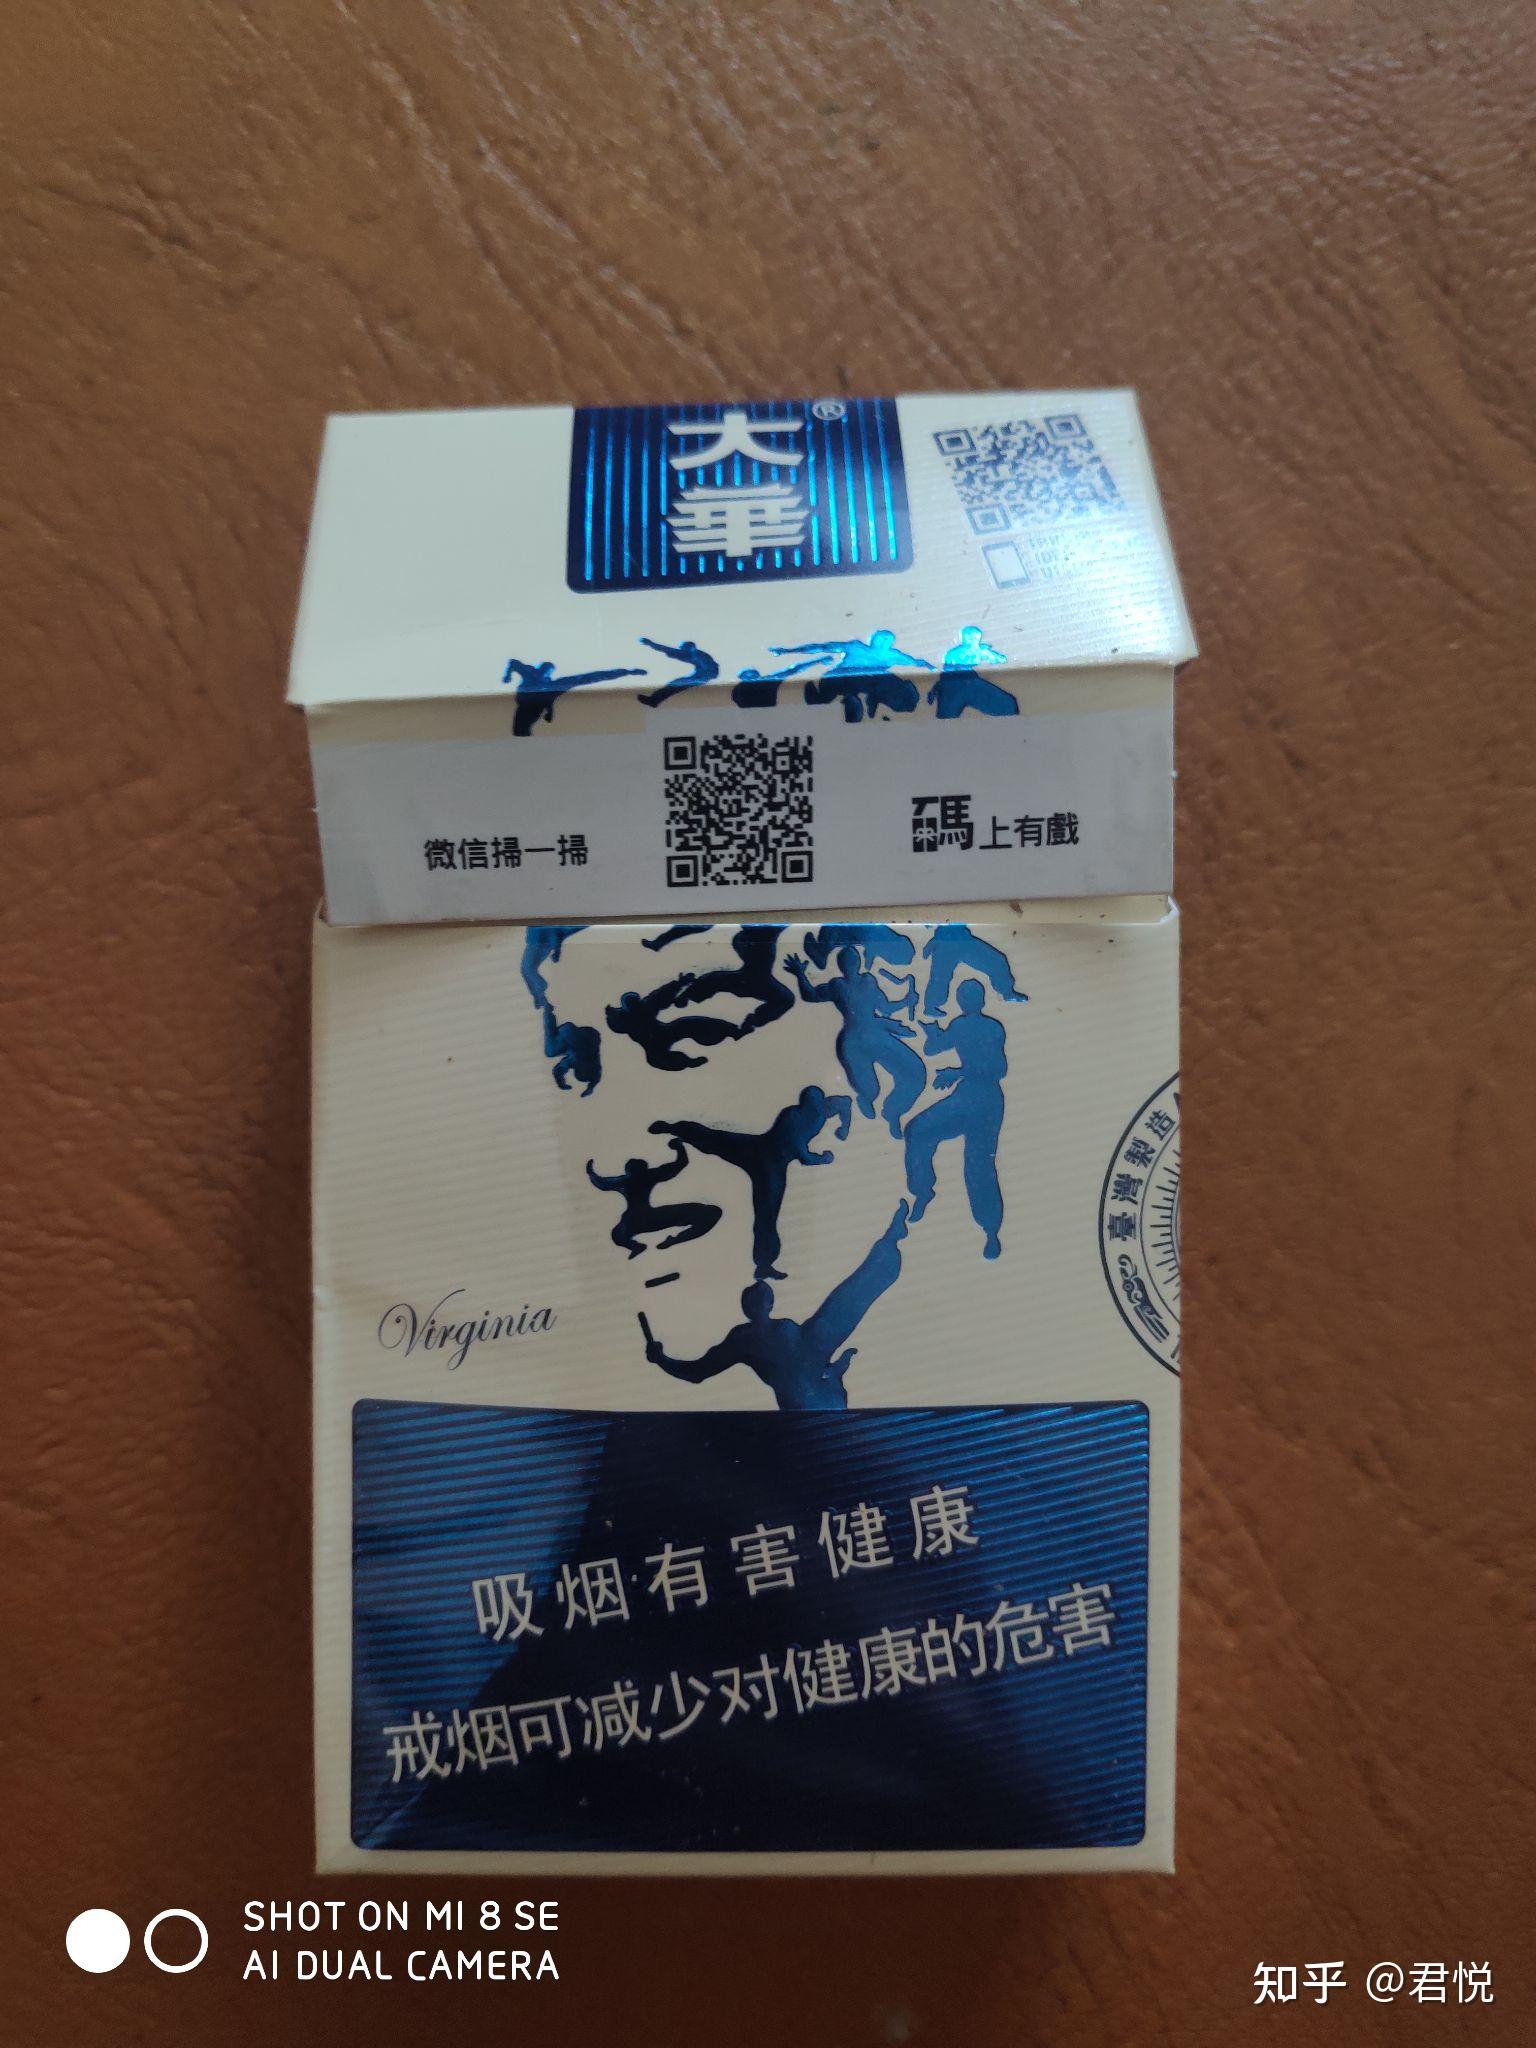 大華®
微信掃一掃
碼上有戲
臺灣製造
Virginia
吸烟有害健康
戒烟可减少对健康的危害
SHOT ON MI 8 SE
AI DUAL CAMERA
知乎 @君悦